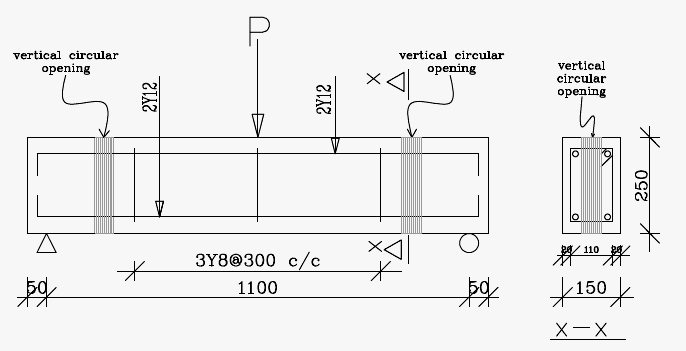 P
vertical circular
opening
vertical circular
opening
vertical
circular
opening
X
2Y12
2Y12
250
X
20 110 20
3Y8@300 c/c
50 1100 50
150
X-X